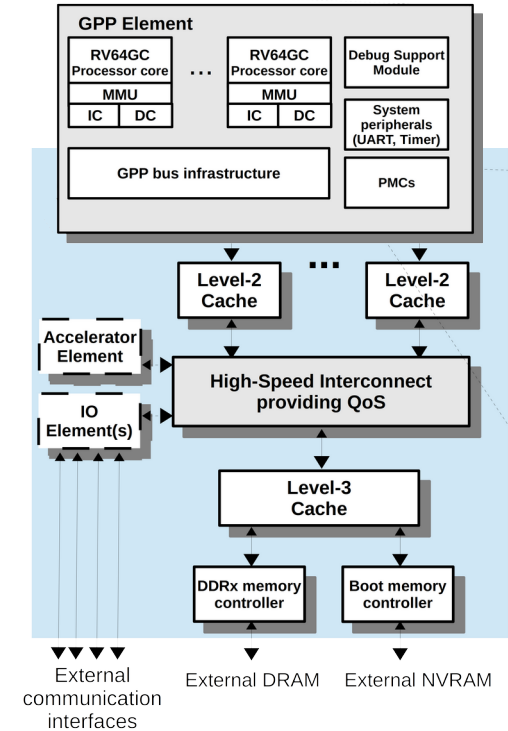 GPP Element
RV64GC
Processor core
MMU
IC DC
...
RV64GC
Processor core
MMU
IC DC
Debug Support
Module
System
peripherals
(UART, Timer)
GPP bus infrastructure
PMCs
Level-2
Cache
...
Level-2
Cache
Accelerator
Element
High-Speed Interconnect
providing QoS
IO
Element(s)
Level-3
Cache
DDRx memory
controller
Boot memory
controller
External
communication
interfaces
External DRAM
External NVRAM